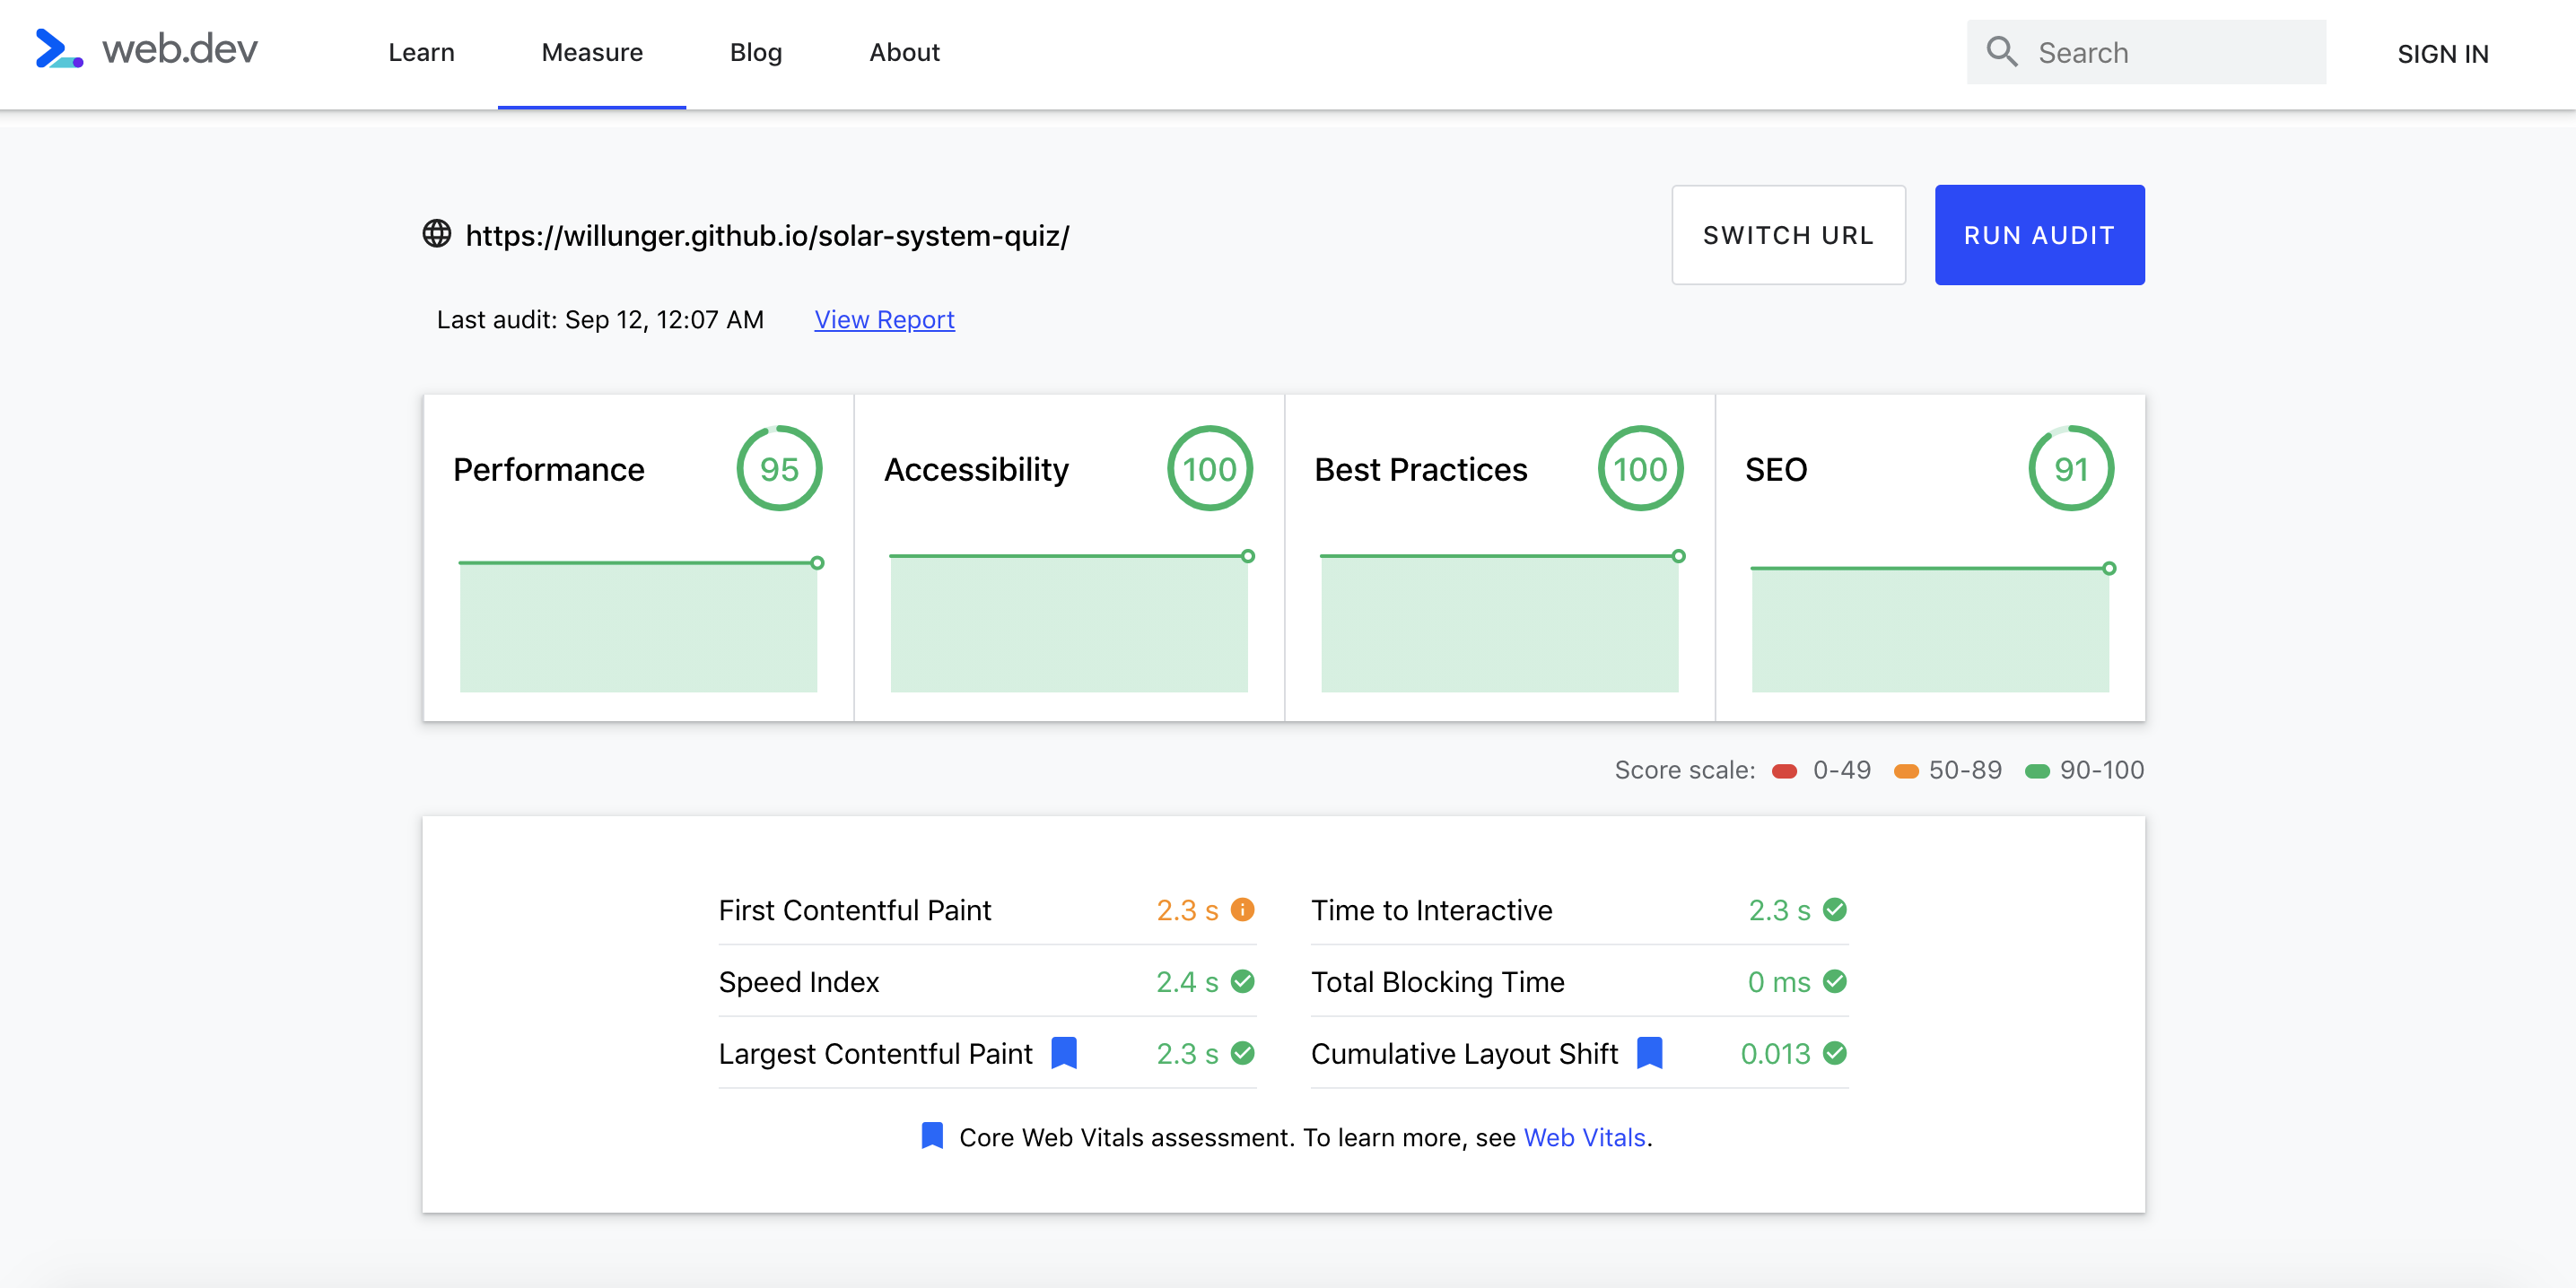 web.dev Learn Measure Blog About Search SIGN IN
https://willunger.github.io/solar-system-quiz/ SWITCH URL RUN AUDIT
Last audit: Sep 12, 12:07 AM View Report
Performance 95 Accessibility 100 Best Practices 100 SEO 91
Score scale: 0-49 50-89 90-100
First Contentful Paint 2.3 s Time to Interactive 2.3 s
Speed Index 2.4 s Total Blocking Time 0 ms
Largest Contentful Paint 2.3 s Cumulative Layout Shift 0.013
Core Web Vitals assessment. To learn more, see Web Vitals.